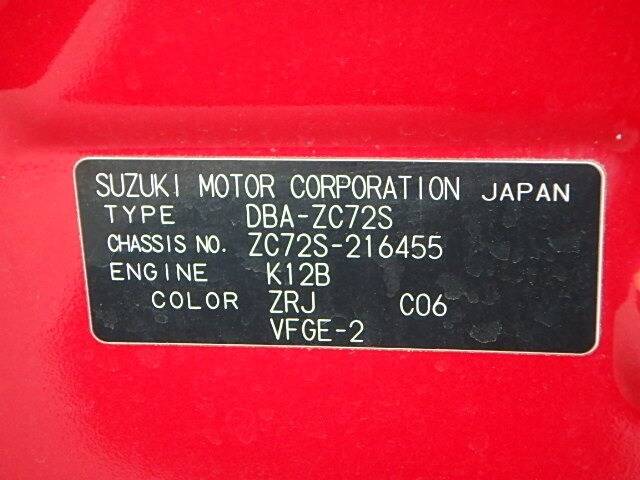 SUZUKI MOTOR CORPORATION JAPAN
TYPE DBA-ZC72S
CHASSIS NO. ZC72S-216455
ENGINE K12B
COLOR ZRJ C06
VFGE-2